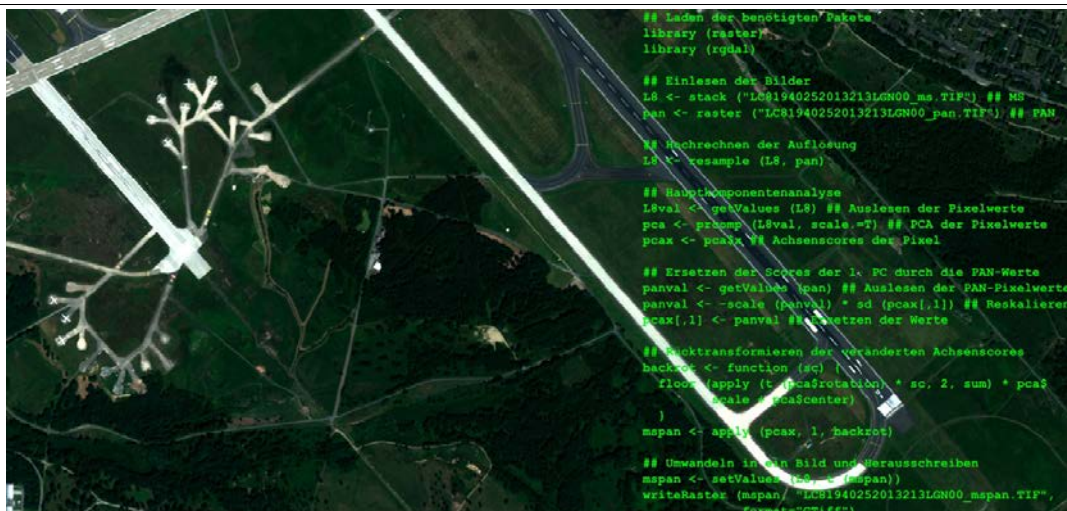 ## Laden der benötigten Pakete
library (raster)
library (rgdal)
## Einlesen der Bilder
L8 <- stack ("LC81940252013213LGN00_ms.TIF") ## MS
pan <- raster ("LC81940252013213LGN00_pan.TIF") ## PAN
## Hochrechnen der Auflösung
L8 <- resample (L8, pan)
## Hauptkomponentenanalyse
L8val <- getValues (L8) ## Auslesen der Pixelwerte
pca <- prcomp (L8val, scale.=T) ## PCA der Pixelwerte
pcax <- pca$x ## Achsenscores der Pixel
## Ersetzen der Scores der 1. PC durch die PAN-Werte
panval <- getValues (pan) ## Auslesen der PAN-Pixelwerte
panval <- -scale (panval) * sd (pcax[,1]) ## Reskalieren
pcax[,1] <- panval ## Ersetzen der Werte
## Rücktransformieren der veränderten Achsenscores
backrot <- function (sc) {
floor (apply (t (pca$rotation) * sc, 2, sum) * pca$
scale + pca$center)
}
mspan <- apply (pcax, 1, backrot)
## Umwandeln in ein Bild und Herausschreiben
mspan <- setValues (L8, t (mspan))
writeRaster (mspan, "LC81940252013213LGN00_mspan.TIF",
format="GTiff")